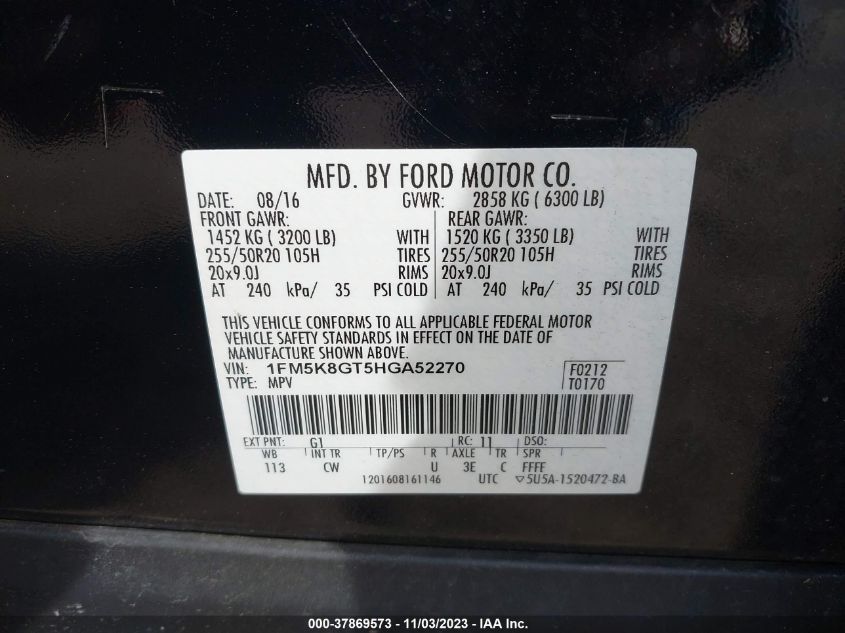 MFD. BY FORD MOTOR CO.
DATE: 08/16 GVWR: 2858 KG ( 6300 LB)
FRONT GAWR: REAR GAWR:
1452 KG ( 3200 LB) WITH 1520 KG ( 3350 LB) WITH
255/50R20 105H TIRES 255/50R20 105H TIRES
20x9.0J RIMS 20x9.0J RIMS
AT 240 kPa/ 35 PSI COLD AT 240 kPa/ 35 PSI COLD
THIS VEHICLE CONFORMS TO ALL APPLICABLE FEDERAL MOTOR
VEHICLE SAFETY STANDARDS IN EFFECT ON THE DATE OF
MANUFACTURE SHOWN ABOVE.
VIN: 1FM5K8GT5HGA52270 F0212
TYPE: MPV T0170
EXT PNT: G1 RC: 11 DSO:
WB INT TR TP/PS R AXLE TR SPR
113 CW U 3E C FFFF
1201608161146 UTC ▽5U5A-1520472-BA
000-37869573 - 11/03/2023 - IAA Inc.